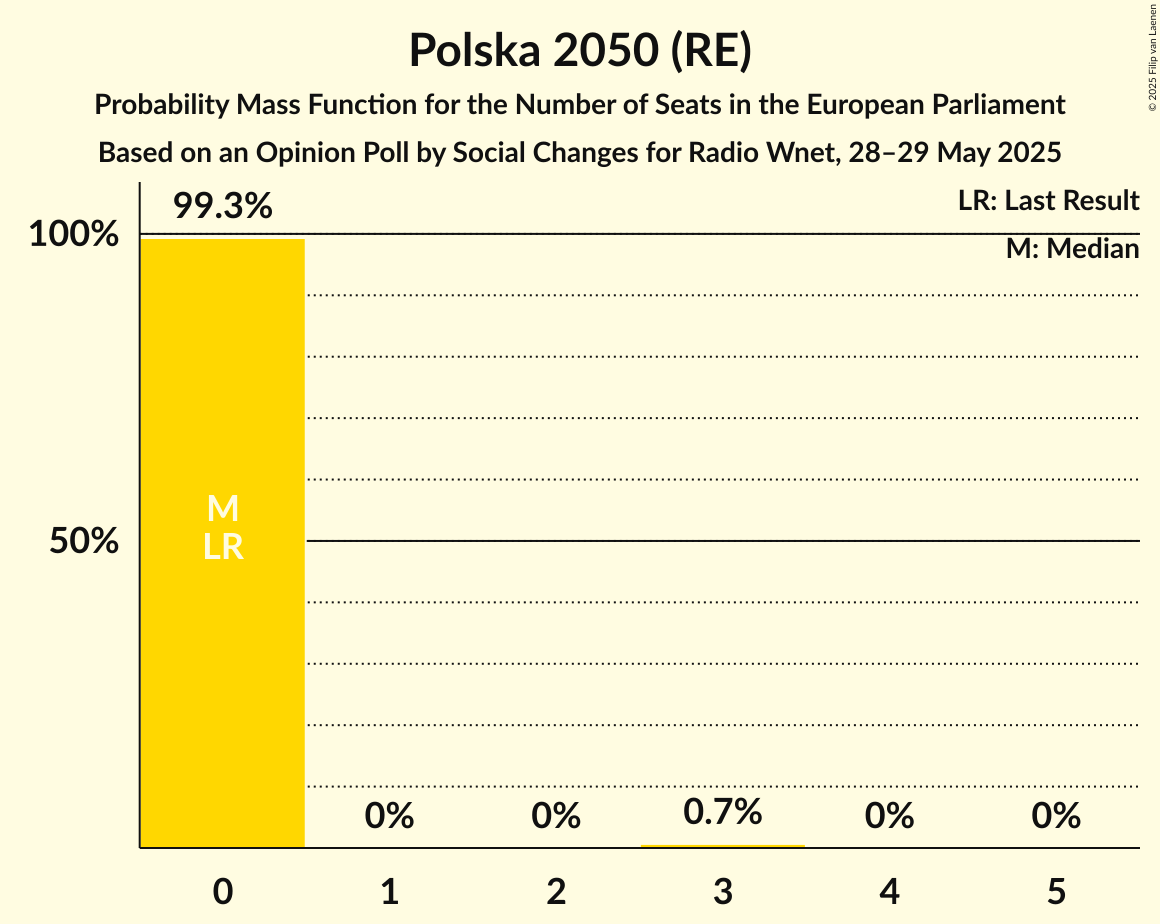 Polska 2050 (RE)
Probability Mass Function for the Number of Seats in the European Parliament
Based on an Opinion Poll by Social Changes for Radio Wnet, 28–29 May 2025
© 2025 Filip van Laenen
LR: Last Result
M: Median
100%
50%
99.3%
M
LR
0%
0%
0.7%
0%
0%
0
1
2
3
4
5